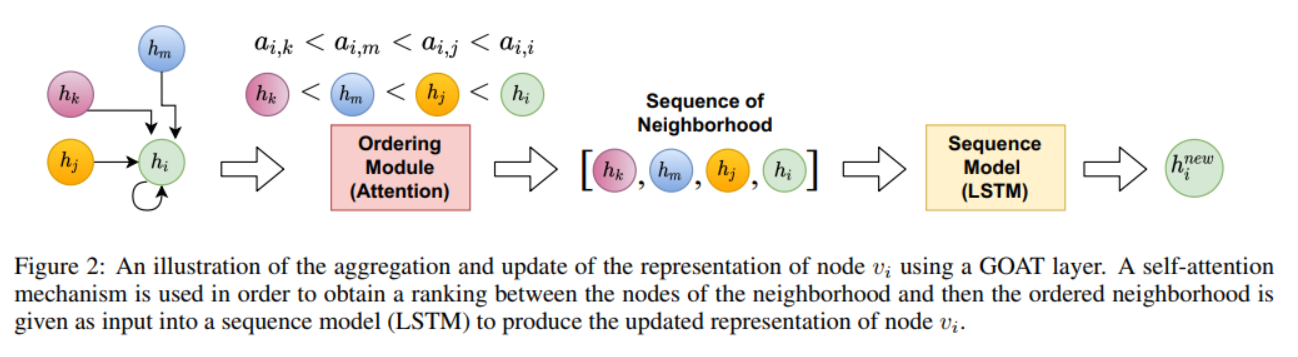 h_m
h_k
h_j
h_i
a_{i,k} < a_{i,m} < a_{i,j} < a_{i,i}
h_k < h_m < h_j < h_i
Ordering
Module
(Attention)
Sequence of
Neighborhood
[h_k, h_m, h_j, h_i]
Sequence
Model
(LSTM)
h_i^{new}
Figure 2: An illustration of the aggregation and update of the representation of node v_i using a GOAT layer. A self-attention
mechanism is used in order to obtain a ranking between the nodes of the neighborhood and then the ordered neighborhood is
given as input into a sequence model (LSTM) to produce the updated representation of node v_i.